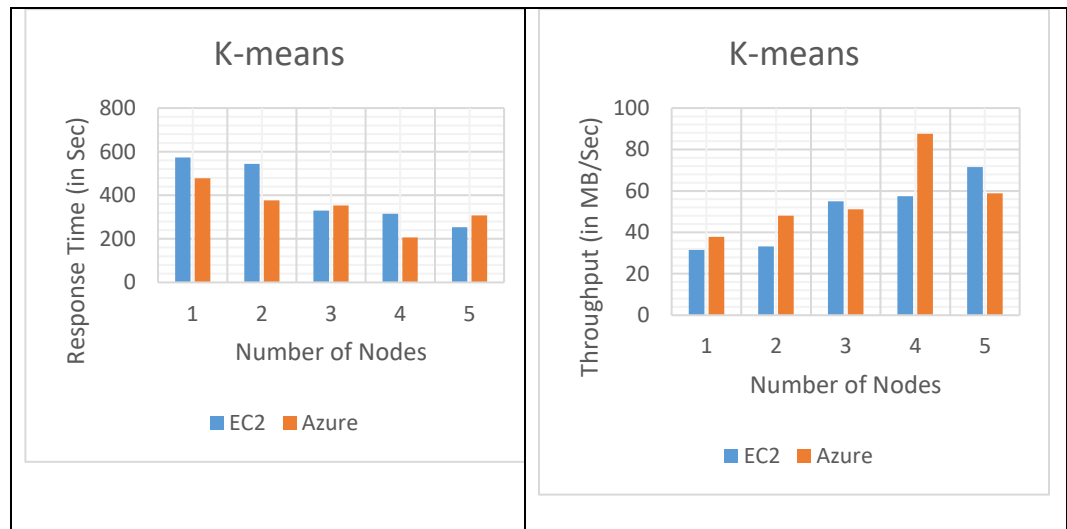 K-means
Response Time (in Sec)
800
600
400
200
0
1 2 3 4 5
Number of Nodes
EC2 Azure
K-means
Throughput (in MB/Sec)
100
80
60
40
20
0
1 2 3 4 5
Number of Nodes
EC2 Azure